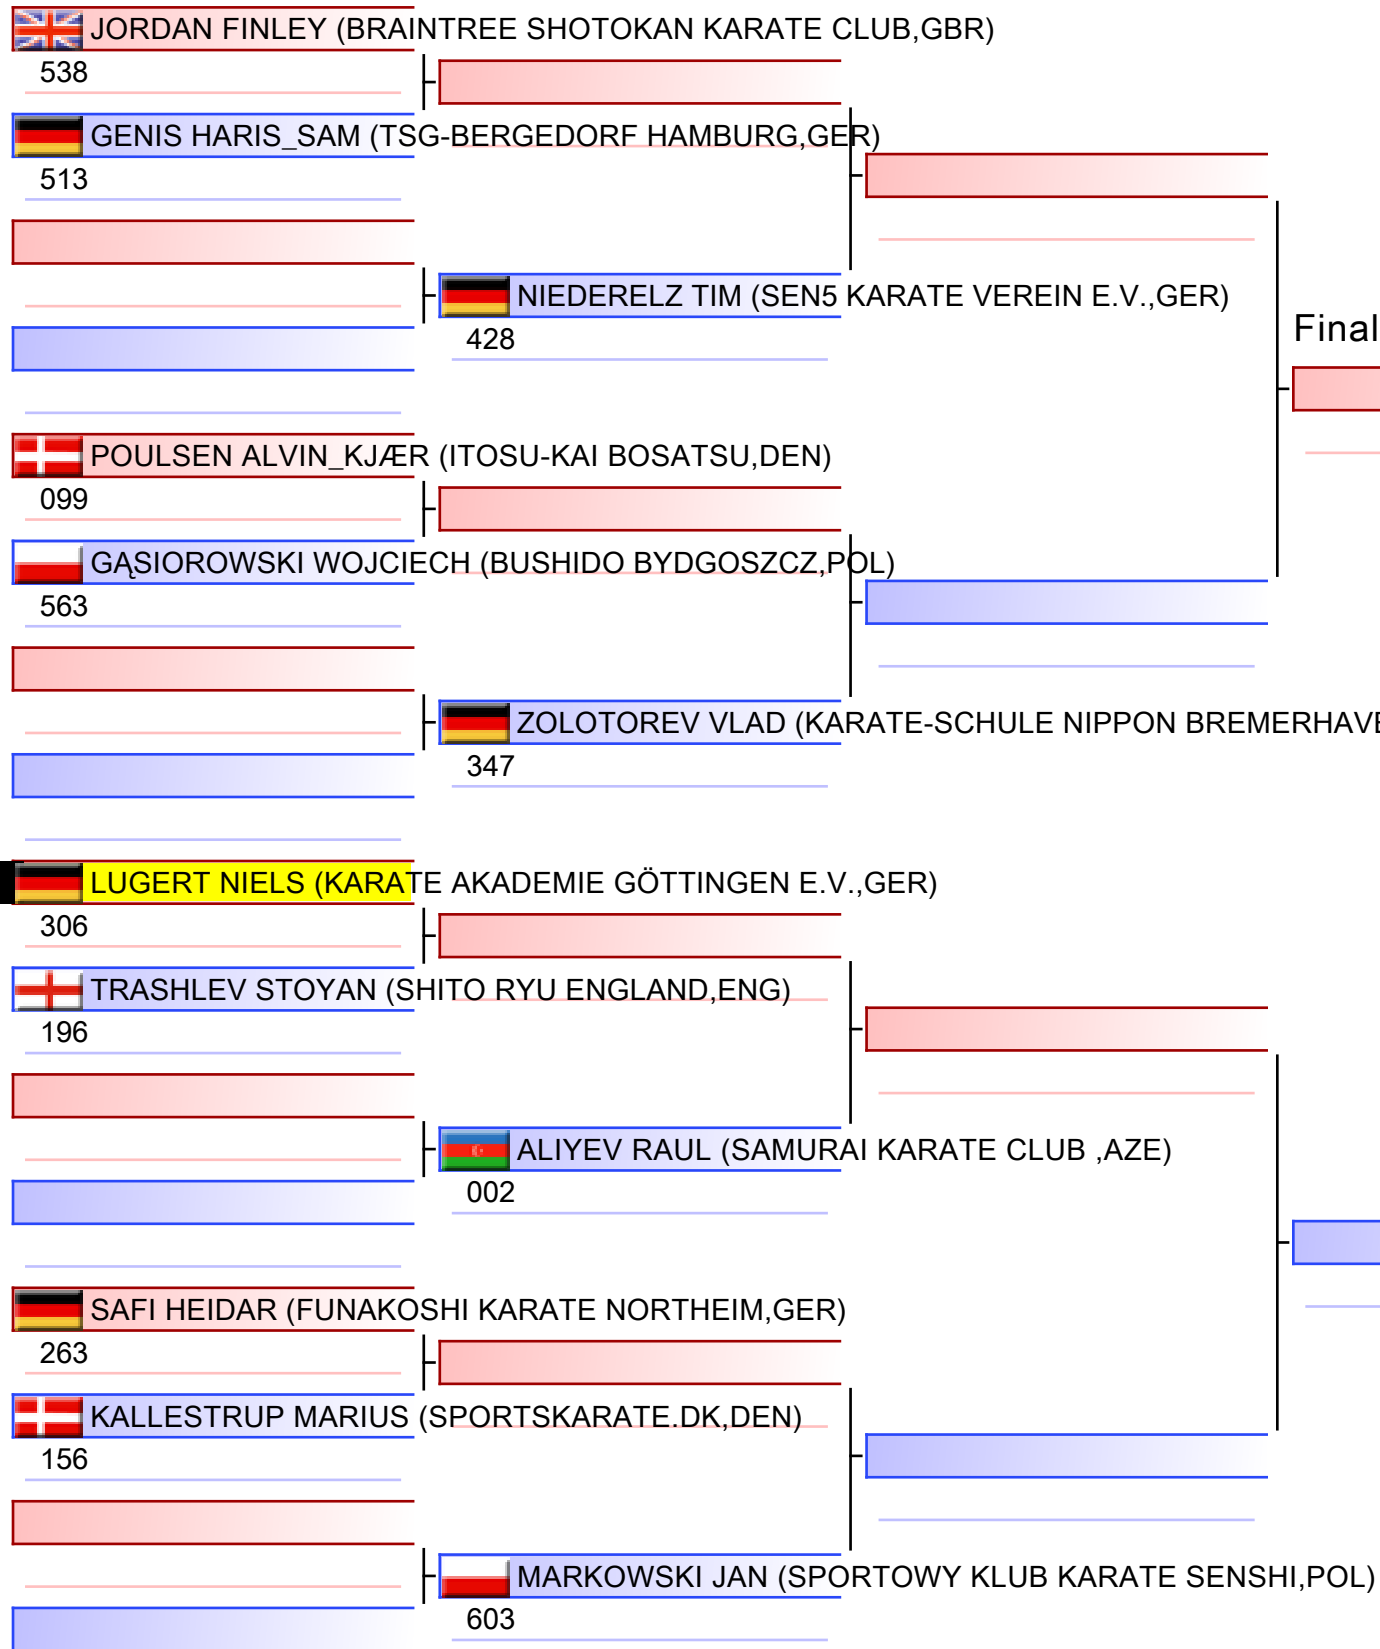 JORDAN FINLEY (BRAINTREE SHOTOKAN KARATE CLUB,GBR)
538
GENIS HARIS_SAM (TSG-BERGEDORF HAMBURG,GER)
513
NIEDERELZ TIM (SEN5 KARATE VEREIN E.V.,GER)
428
Final
POULSEN ALVIN_KJÆR (ITOSU-KAI BOSATSU,DEN)
099
GĄSIOROWSKI WOJCIECH (BUSHIDO BYDGOSZCZ,POL)
563
ZOLOTOREV VLAD (KARATE-SCHULE NIPPON BREMERHAVE
347
LUGERT NIELS (KARATE AKADEMIE GÖTTINGEN E.V.,GER)
306
TRASHLEV STOYAN (SHITO RYU ENGLAND,ENG)
196
ALIYEV RAUL (SAMURAI KARATE CLUB ,AZE)
002
SAFI HEIDAR (FUNAKOSHI KARATE NORTHEIM,GER)
263
KALLESTRUP MARIUS (SPORTSKARATE.DK,DEN)
156
MARKOWSKI JAN (SPORTOWY KLUB KARATE SENSHI,POL)
603